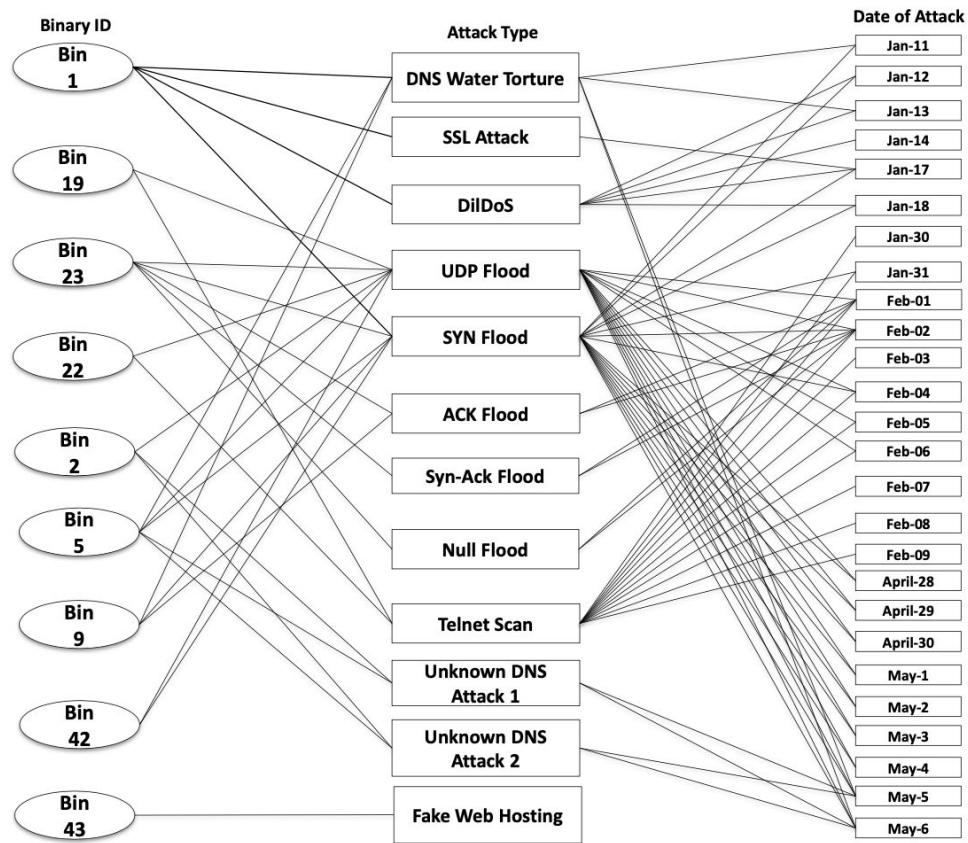 Binary ID
Bin
1
Bin
19
Bin
23
Bin
22
Bin
2
Bin
5
Bin
9
Bin
42
Bin
43
Attack Type
DNS Water Torture
SSL Attack
DilDoS
UDP Flood
SYN Flood
ACK Flood
Syn-Ack Flood
Null Flood
Telnet Scan
Unknown DNS
Attack 1
Unknown DNS
Attack 2
Fake Web Hosting
Date of Attack
Jan-11
Jan-12
Jan-13
Jan-14
Jan-17
Jan-18
Jan-30
Jan-31
Feb-01
Feb-02
Feb-03
Feb-04
Feb-05
Feb-06
Feb-07
Feb-08
Feb-09
April-28
April-29
April-30
May-1
May-2
May-3
May-4
May-5
May-6